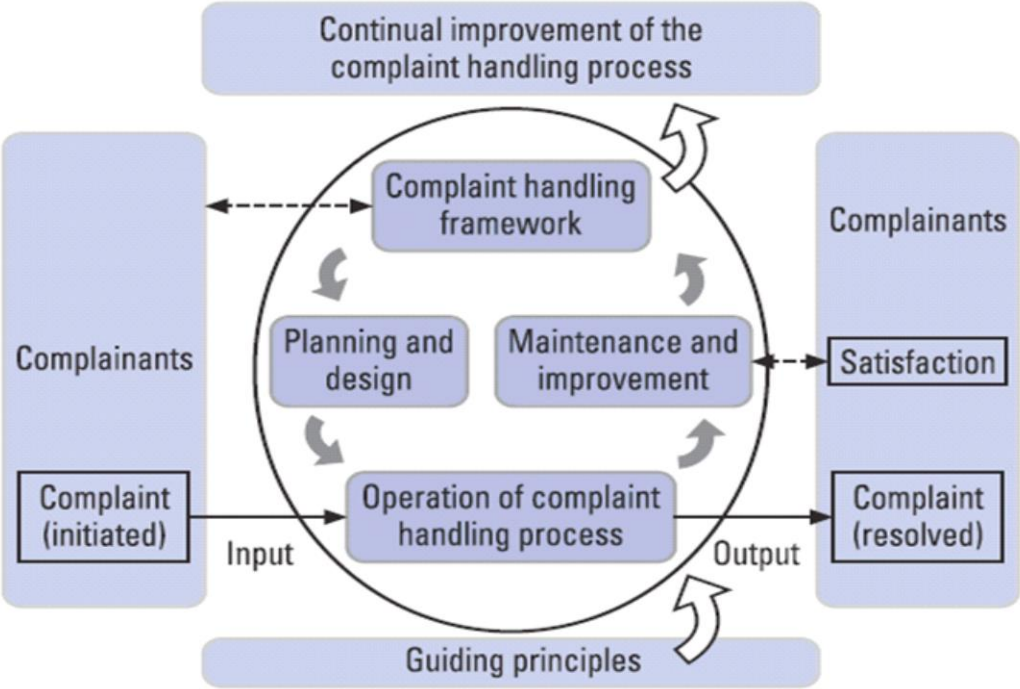 Continual improvement of the
complaint handling process
Complaint handling
framework
Complainants
Planning and
design
Maintenance and
improvement
Complainants
Satisfaction
Complaint
(initiated)
Input
Operation of complaint
handling process
Output
Complaint
(resolved)
Guiding principles